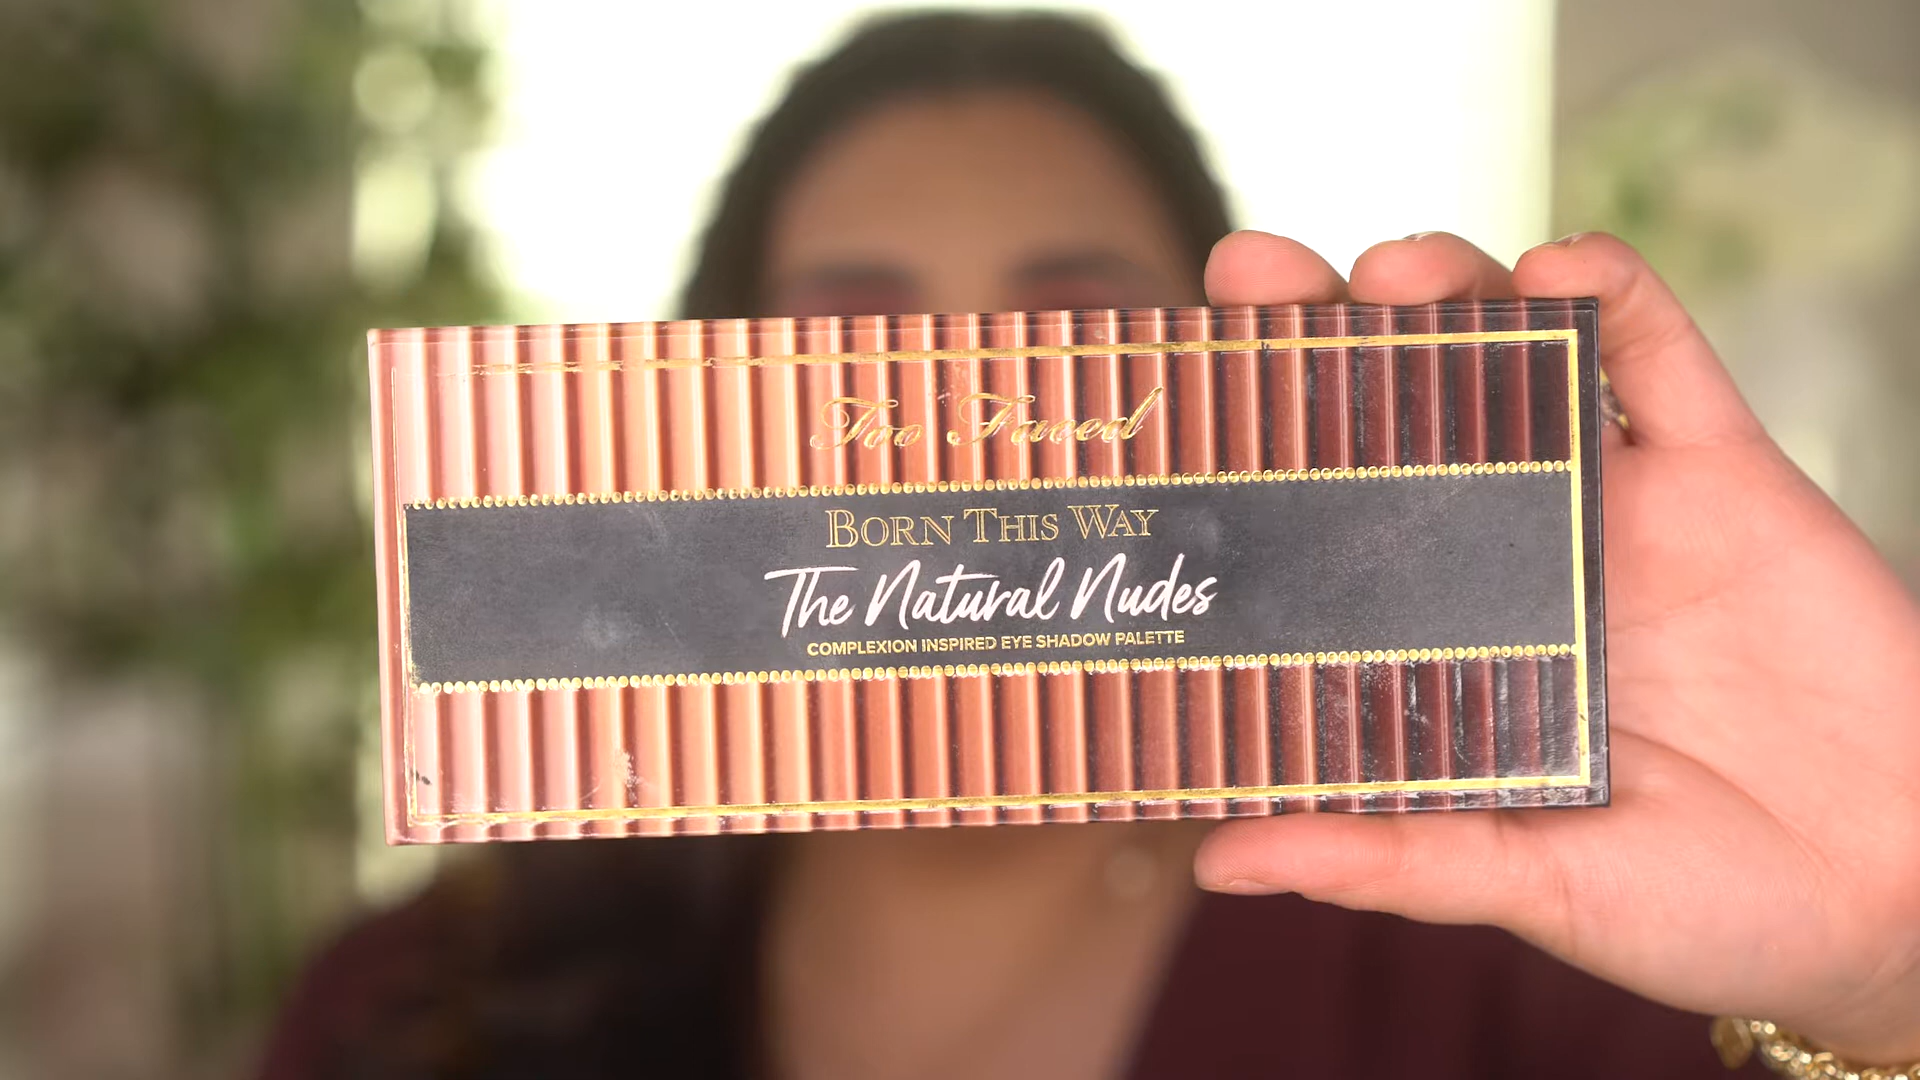 Too Faced
BORN THIS WAY
The Natural Nudes
COMPLEXION INSPIRED EYE SHADOW PALETTE